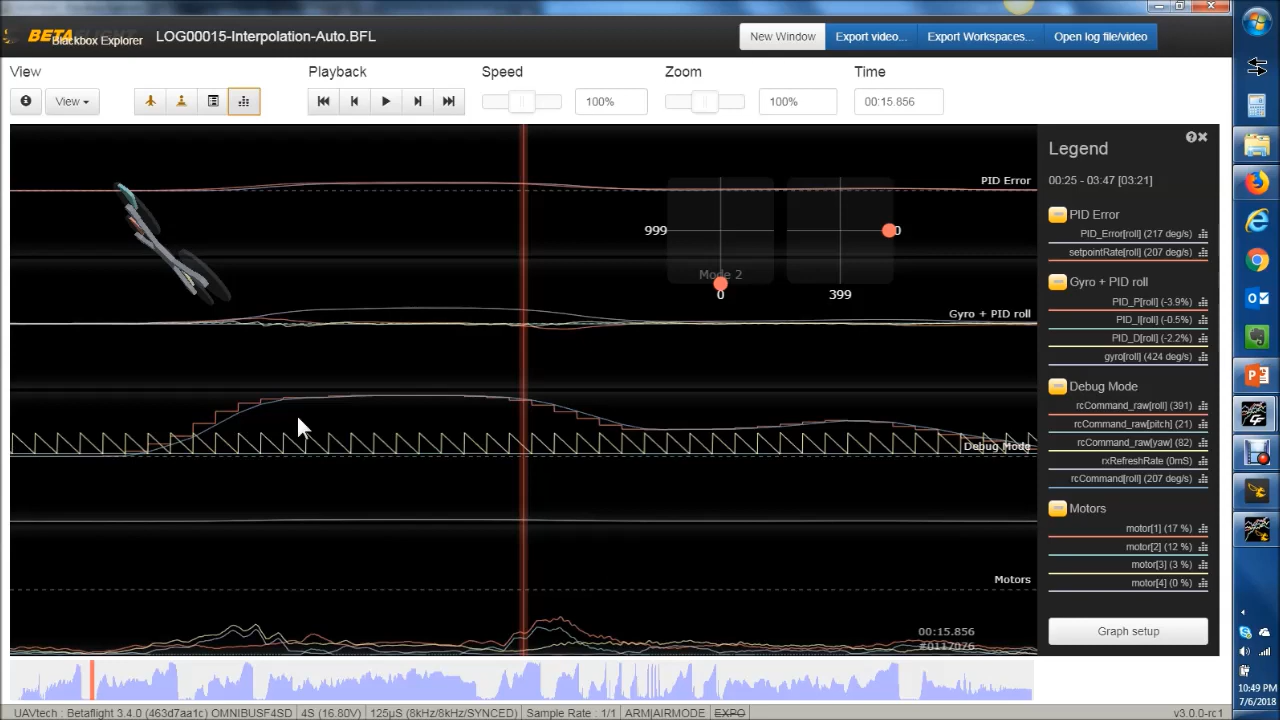 BETAFLIGHT
Blackbox Explorer
LOG00015-Interpolation-Auto.BFL
New Window
Export video...
Export Workspaces...
Open log file/video
View
Playback
Speed
Zoom
Time
View
100%
100%
00:15.856
PID Error
999
0
Mode 2
0
399
Gyro + PID roll
Debug Mode
Motors
00:15.856
#0117076
Legend
00:25 - 03:47 [03:21]
PID Error
PID_Error[roll] (217 deg/s)
setpointRate[roll] (207 deg/s)
Gyro + PID roll
PID_P[roll] (-3.9%)
PID_I[roll] (-0.5%)
PID_D[roll] (-2.2%)
gyro[roll] (424 deg/s)
Debug Mode
rcCommand_raw[roll] (391)
rcCommand_raw[pitch] (21)
rcCommand_raw[yaw] (82)
rxRefreshRate (0mS)
rcCommand[roll] (207 deg/s)
Motors
motor[1] (17 %)
motor[2] (12 %)
motor[3] (3 %)
motor[4] (0 %)
Graph setup
UAVtech : Betaflight 3.4.0 (463d7aa1c) OMNIBUSF4SD 4S (16.80V) 125µS (8kHz/8kHz/SYNCED) Sample Rate : 1/1 ARM|AIRMODE EXPO v3.0.0-rc1
10:49 PM
7/6/2018